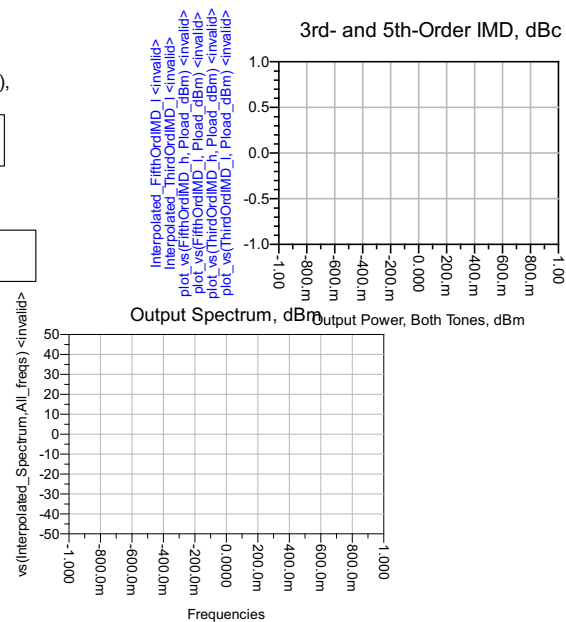 ),
3rd- and 5th-Order IMD, dBc
Interpolated_FifthOrdIMD_l <invalid>
Interpolated_ThirdOrdIMD_l <invalid>
plot_vs(FifthOrdIMD_h, Pload_dBm) <invalid>
plot_vs(FifthOrdIMD_l, Pload_dBm) <invalid>
plot_vs(ThirdOrdIMD_h, Pload_dBm) <invalid>
plot_vs(ThirdOrdIMD_l, Pload_dBm) <invalid>
1.0
0.5
0.0
-0.5
-1.0
-1.00
-800.m
-600.m
-400.m
-200.m
0.000
200.m
400.m
600.m
800.m
1.00
Output Power, Both Tones, dBm
Output Spectrum, dBm
vs(Interpolated_Spectrum,All_freqs) <invalid>
50
40
30
20
10
0
-10
-20
-30
-40
-50
-1.000
-800.0m
-600.0m
-400.0m
-200.0m
0.0000
200.0m
400.0m
600.0m
800.0m
1.000
Frequencies